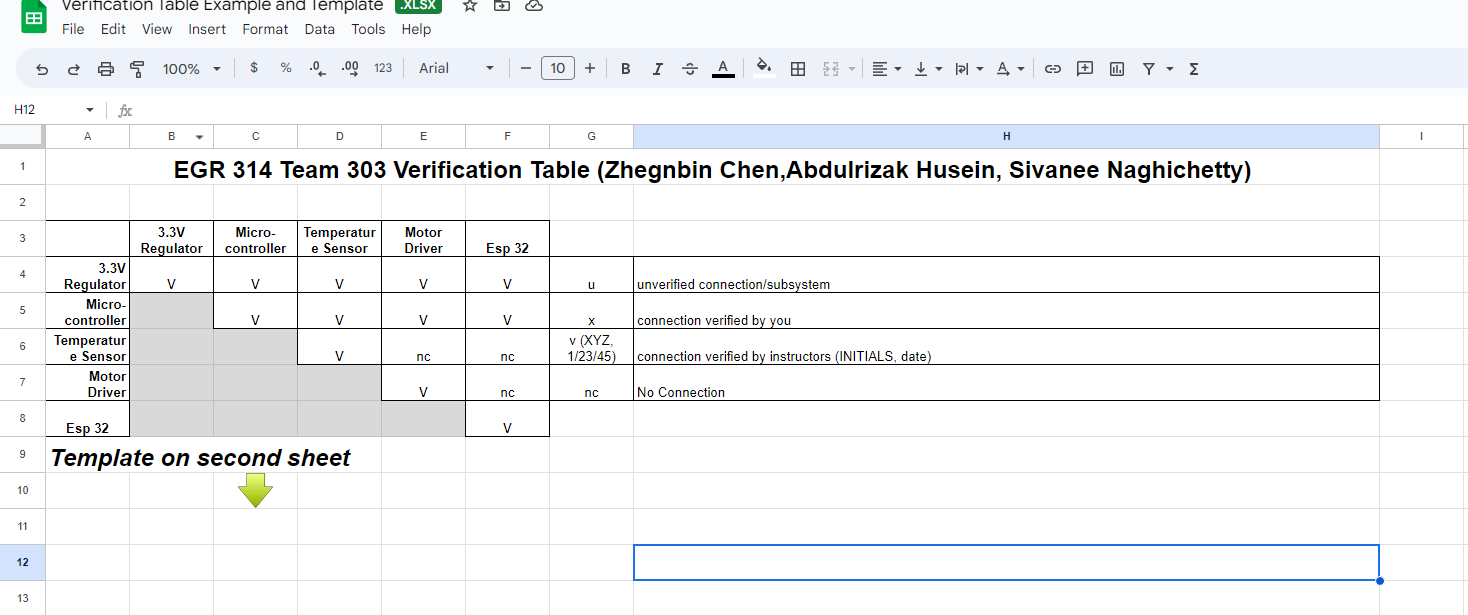 Verification Table Example and Template .XLSX
File Edit View Insert Format Data Tools Help
100% $ % .0 .00 123 Arial 10 B I S A A Σ
H12 fx
A B C D E F G H I
1 EGR 314 Team 303 Verification Table (Zhegnbin Chen,Abdulrizak Husein, Sivanee Naghichetty)
2
3 3.3V Regulator Micro-controller Temperature Sensor Motor Driver Esp 32
4 3.3V Regulator V V V V V u unverified connection/subsystem
5 Micro-controller V V V V x connection verified by you
6 Temperature Sensor V nc nc v (XYZ, 1/23/45) connection verified by instructors (INITIALS, date)
7 Motor Driver V nc nc No Connection
8 Esp 32 V
9 Template on second sheet
10
11
12
13